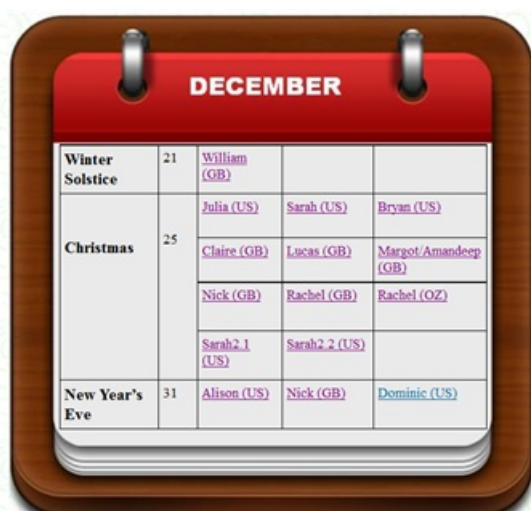 DECEMBER
Winter 21 William
Solstice (GB)
Julia (US) Sarah (US) Bryan (US)
Christmas 25 Claire (GB) Lucas (GB) Margot/Amandeep
(GB)
Nick (GB) Rachel (GB) Rachel (OZ)
Sarah2.1 Sarah2.2 (US)
(US)
New Year's 31 Alison (US) Nick (GB) Dominic (US)
Eve